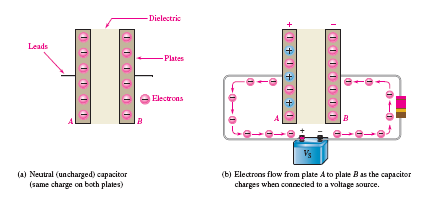 Dielectric
Leads
Plates
Electrons
A
B
(a) Neutral (uncharged) capacitor
(same charge on both plates)
+
−
A
B
+
−
VS
(b) Electrons flow from plate A to plate B as the capacitor
charges when connected to a voltage source.